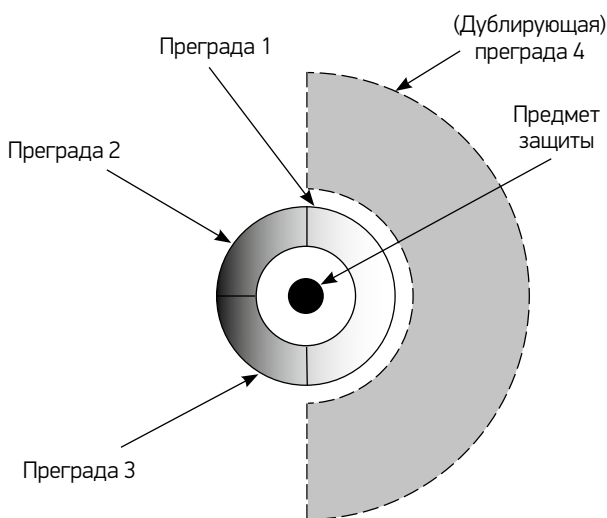 (Дублирующая)
преграда 4
Преграда 1
Предмет
защиты
Преграда 2
Преграда 3